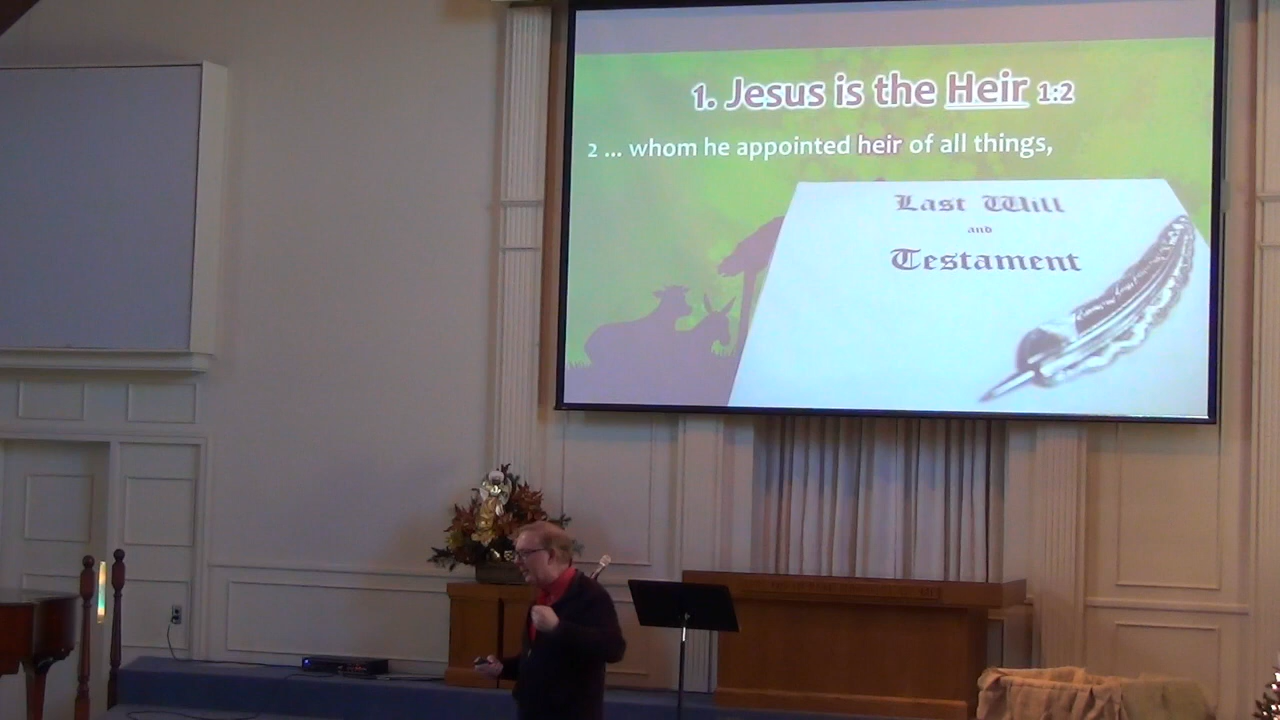 1. Jesus is the Heir 1:2
2 ... whom he appointed heir of all things,
Last Will
and
Testament